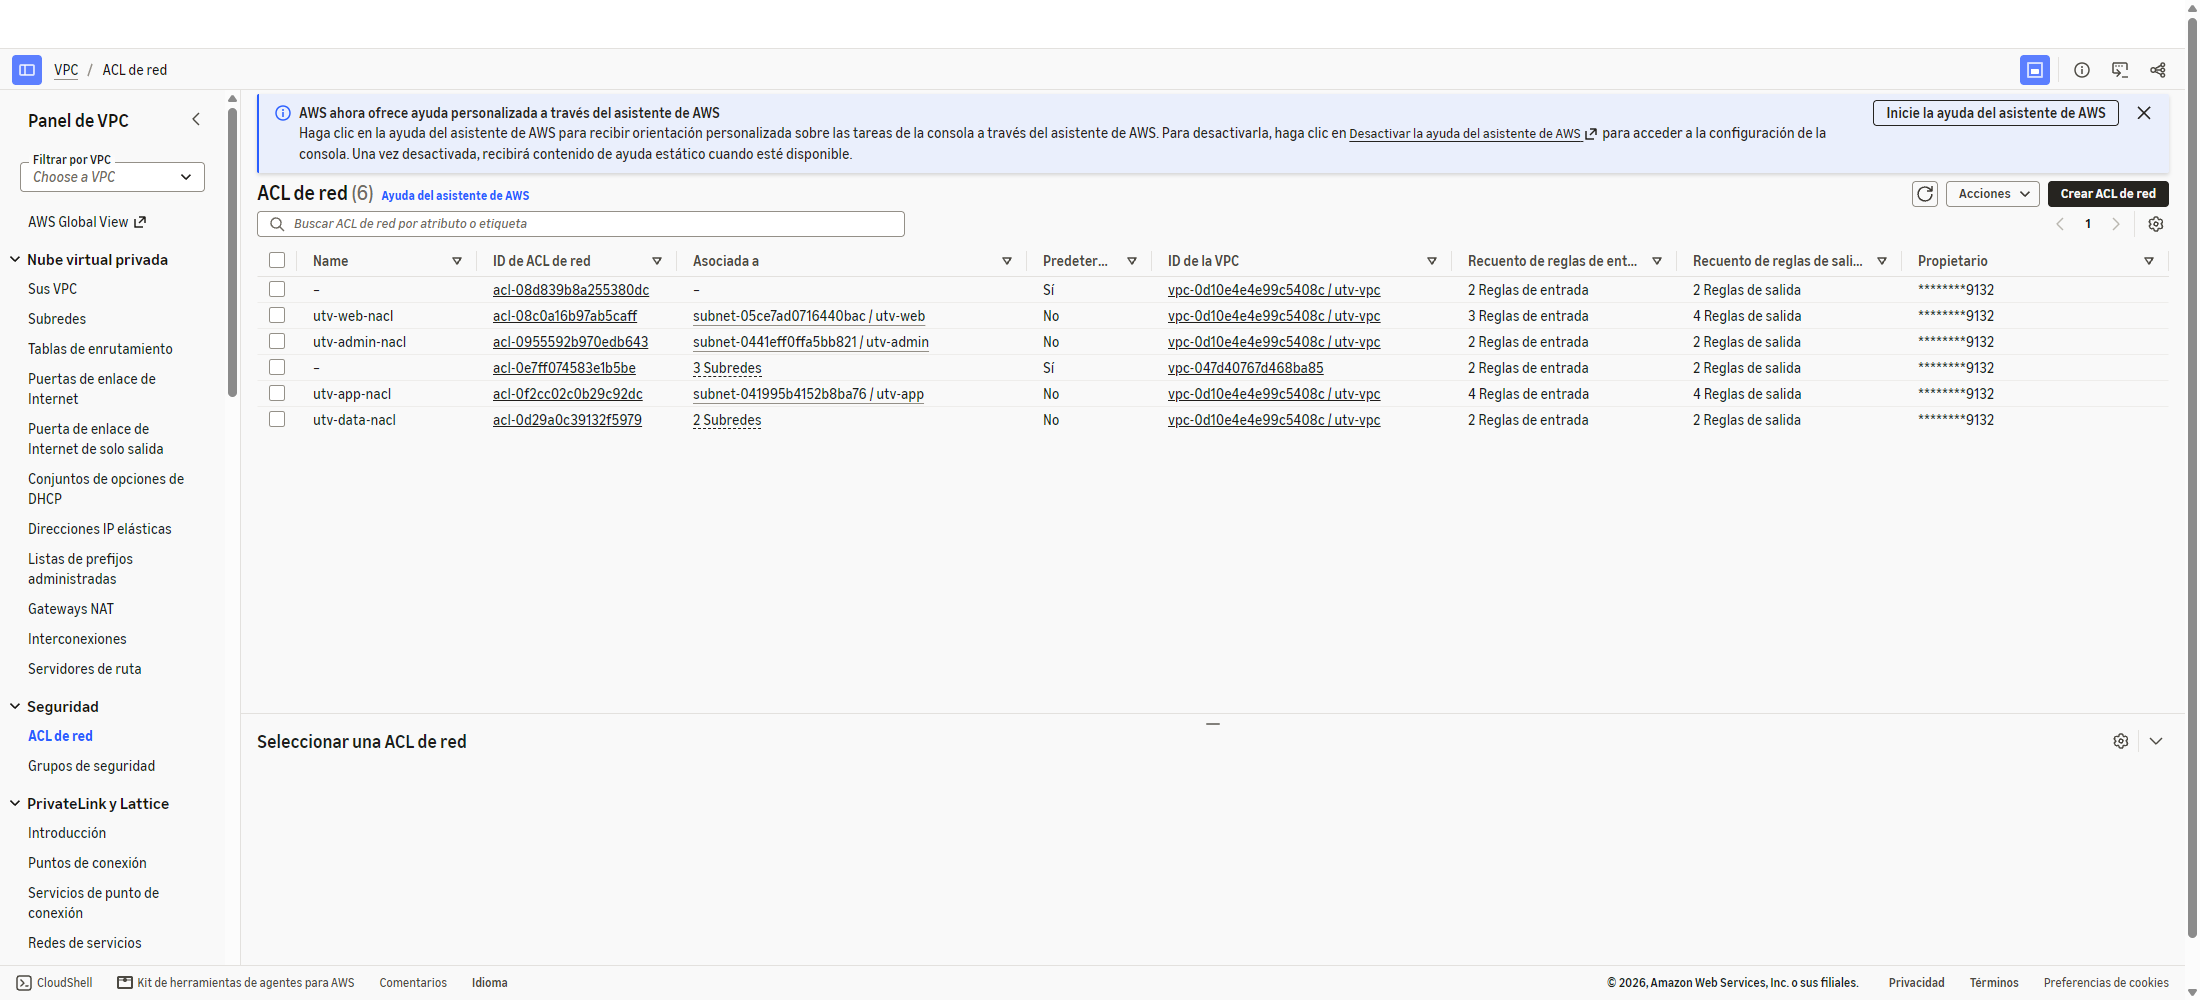 VPC / ACL de red
Panel de VPC
Filtrar por VPC
Choose a VPC
AWS Global View
Nube virtual privada
Sus VPC
Subredes
Tablas de enrutamiento
Puertas de enlace de
Internet
Puerta de enlace de
Internet de solo salida
Conjuntos de opciones de
DHCP
Direcciones IP elásticas
Listas de prefijos
administradas
Gateways NAT
Interconexiones
Servidores de ruta
Seguridad
ACL de red
Grupos de seguridad
PrivateLink y Lattice
Introducción
Puntos de conexión
Servicios de punto de
conexión
Redes de servicios
AWS ahora ofrece ayuda personalizada a través del asistente de AWS
Haga clic en la ayuda del asistente de AWS para recibir orientación personalizada sobre las tareas de la consola a través del asistente de AWS. Para desactivarla, haga clic en Desactivar la ayuda del asistente de AWS para acceder a la configuración de la
consola. Una vez desactivada, recibirá contenido de ayuda estático cuando esté disponible.
Inicie la ayuda del asistente de AWS
ACL de red (6) Ayuda del asistente de AWS
Acciones
Crear ACL de red
Buscar ACL de red por atributo o etiqueta
1
Name ID de ACL de red Asociada a Predeter... ID de la VPC Recuento de reglas de ent... Recuento de reglas de sali... Propietario
– acl-08d839b8a255380dc – Sí vpc-0d10e4e4e99c5408c / utv-vpc 2 Reglas de entrada 2 Reglas de salida ********9132
utv-web-nacl acl-08c0a16b97ab5caff subnet-05ce7ad0716440bac / utv-web No vpc-0d10e4e4e99c5408c / utv-vpc 3 Reglas de entrada 4 Reglas de salida ********9132
utv-admin-nacl acl-0955592b970edb643 subnet-0441eff0ffa5bb821 / utv-admin No vpc-0d10e4e4e99c5408c / utv-vpc 2 Reglas de entrada 2 Reglas de salida ********9132
– acl-0e7ff074583e1b5be 3 Subredes Sí vpc-047d40767d468ba85 2 Reglas de entrada 2 Reglas de salida ********9132
utv-app-nacl acl-0f2cc02c0b29c92dc subnet-041995b4152b8ba76 / utv-app No vpc-0d10e4e4e99c5408c / utv-vpc 4 Reglas de entrada 4 Reglas de salida ********9132
utv-data-nacl acl-0d29a0c39132f5979 2 Subredes No vpc-0d10e4e4e99c5408c / utv-vpc 2 Reglas de entrada 2 Reglas de salida ********9132
Seleccionar una ACL de red
CloudShell Kit de herramientas de agentes para AWS Comentarios Idioma © 2026, Amazon Web Services, Inc. o sus filiales. Privacidad Términos Preferencias de cookies